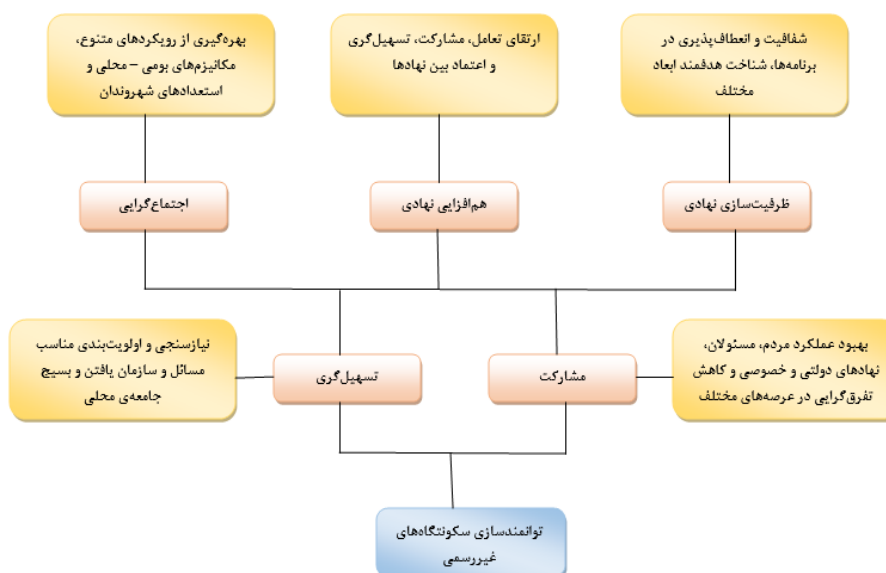 شفافیت و انعطاف‌پذیری در
برنامه‌ها، شناخت هدفمند ابعاد
مختلف
ارتقای تعامل، مشارکت، تسهیل‌گری
و اعتماد بین نهادها
بهره‌گیری از رویکردهای متنوع،
مکانیزم‌های بومی – محلی و
استعدادهای شهروندان
ظرفیت‌سازی نهادی
هم‌افزایی نهادی
اجتماع‌گرایی
بهبود عملکرد مردم، مسئولان،
نهادهای دولتی و خصوصی و کاهش
تفرق‌گرایی در عرصه‌های مختلف
مشارکت
تسهیل‌گری
نیازسنجی و اولویت‌بندی مناسب
مسائل و سازمان یافتن و بسیج
جامعه‌ی محلی
توانمندسازی سکونتگاه‌های
غیررسمی